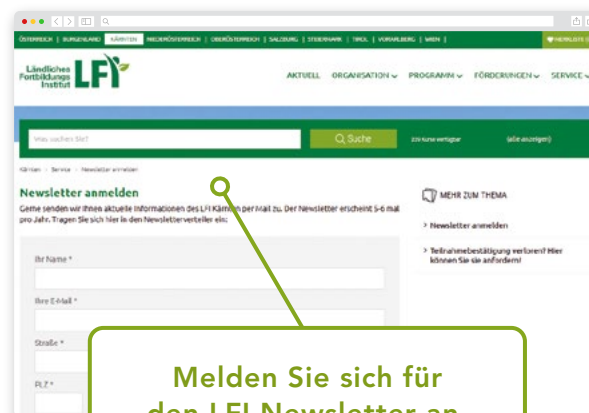 ÖSTERREICH | BURGENLAND KÄRNTEN NIEDERÖSTERREICH | OBERÖSTERREICH | SALZBURG | STEIERMARK | TIROL | VORARLBERG | WIEN |
Ländliches
Fortbildungs
Institut
LFI
AKTUELL ORGANISATION PROGRAMM FÖRDERUNGEN SERVICE
Was suchen Sie?
Suche
Kurse verfügbar
(alle anzeigen)
Kärnten > Service > Newsletter anmelden
Newsletter anmelden
Gerne senden wir Ihnen aktuelle Informationen des LFI Kärnten per Mail zu. Der Newsletter erscheint 5-6 mal
pro Jahr. Tragen Sie sich hier in den Newsletterverteiler ein:
MEHR ZUM THEMA
> Newsletter anmelden
> Teilnahmebestätigung verloren? Hier
können Sie sie anfordern!
Ihr Name *
Ihre E-Mail *
Straße *
PLZ *
Melden Sie sich für
den LFI Newsletter an